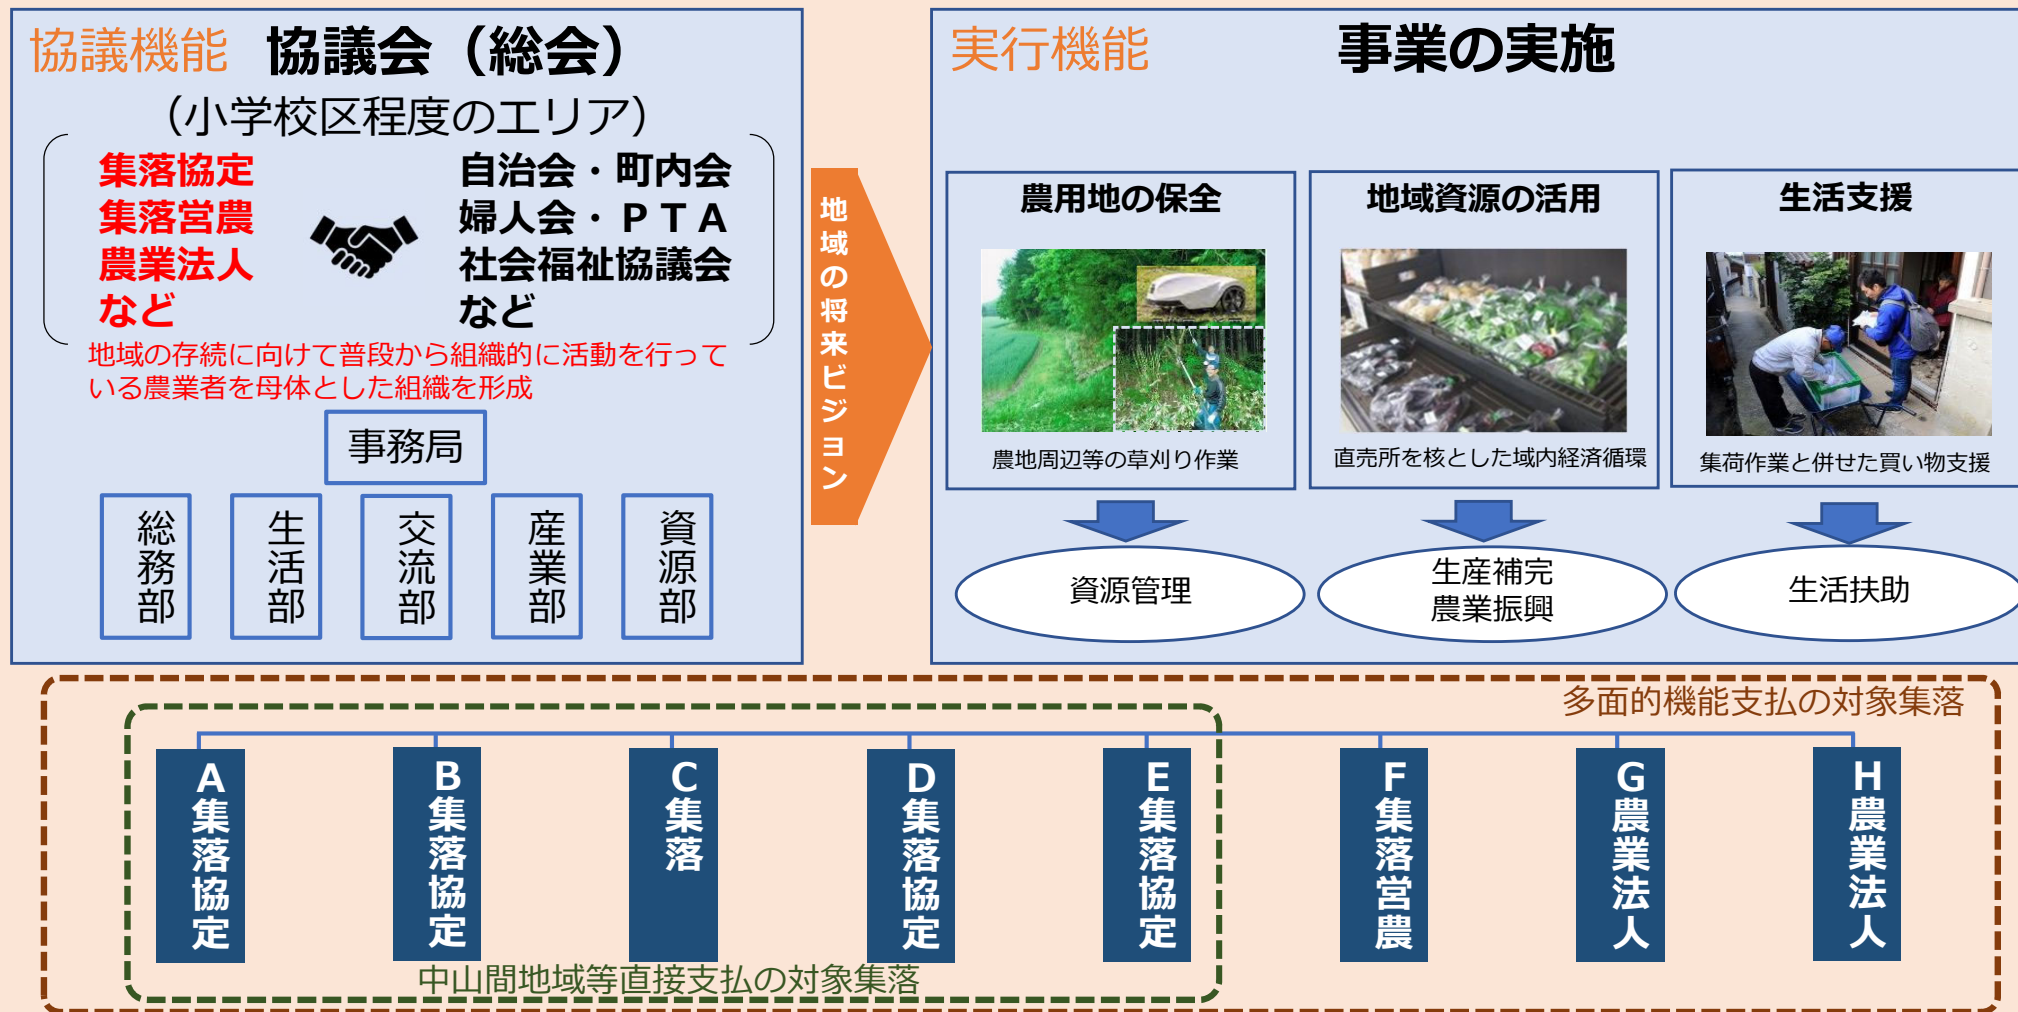 協議機能 協議会（総会）
（小学校区程度のエリア）
集落協定
集落営農
農業法人
など
自治会・町内会
婦人会・ＰＴＡ
社会福祉協議会
など
地域の存続に向けて普段から組織的に活動を行って
いる農業者を母体とした組織を形成
事務局
総務部
生活部
交流部
産業部
資源部
地域の将来ビジョン
実行機能 事業の実施
農用地の保全
農地周辺等の草刈り作業
資源管理
地域資源の活用
直売所を核とした域内経済循環
生産補完
農業振興
生活支援
集荷作業と併せた買い物支援
生活扶助
多面的機能支払の対象集落
A集落協定
B集落協定
C集落
D集落協定
E集落協定
F集落営農
G農業法人
H農業法人
中山間地域等直接支払の対象集落